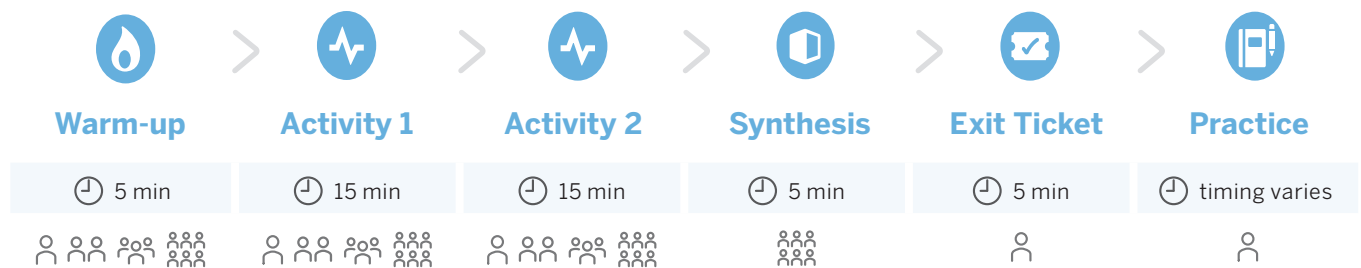 Warm-up Activity 1 Activity 2 Synthesis Exit Ticket Practice
5 min 15 min 15 min 5 min 5 min timing varies